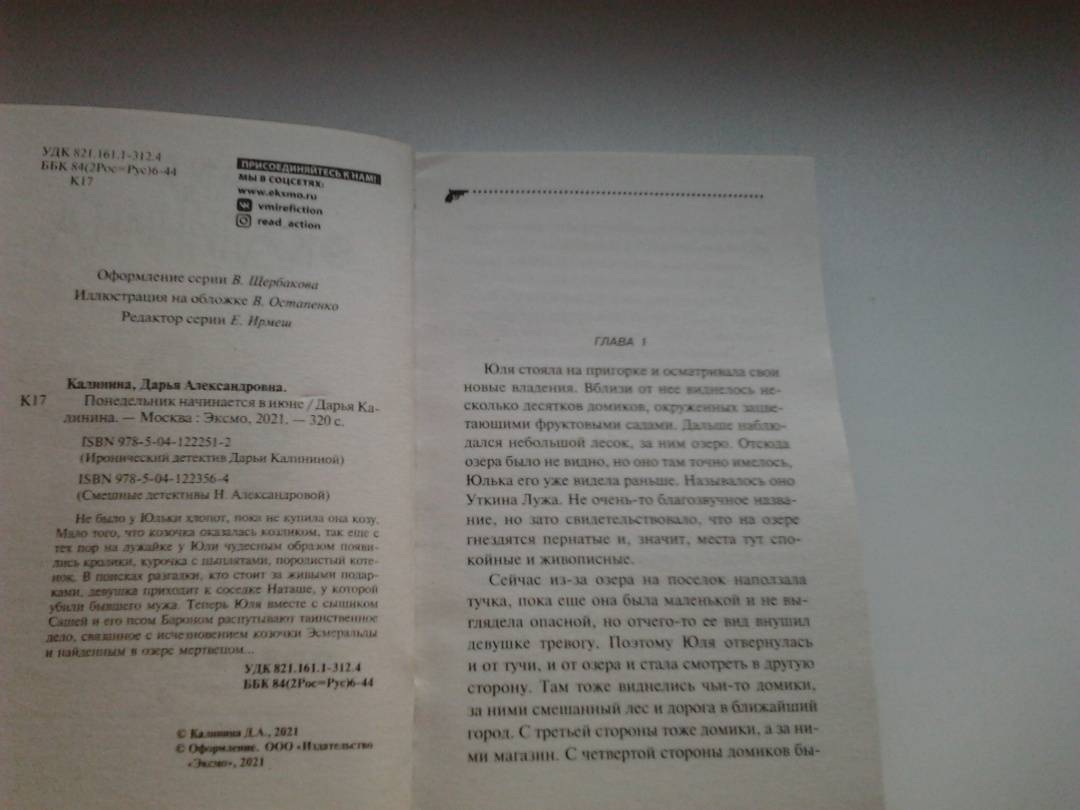 УДК 821.161.1-312.4
ББК 84(2Рос=Рус)6-44
К17
ПРИСОЕДИНЯЙТЕСЬ К НАМ!
МЫ В СОЦСЕТЯХ:
www.eksmo.ru
vmirefiction
read_action
Оформление серии В. Щербакова
Иллюстрация на обложке В. Остапенко
Редактор серии Е. Ирмеш
Калинина, Дарья Александровна.
К17 Понедельник начинается в июне / Дарья Ка-
линина. — Москва : Эксмо, 2021. — 320 с.
ISBN 978-5-04-122251-2
(Иронический детектив Дарьи Калининой)
ISBN 978-5-04-122356-4
(Смешные детективы Н. Александровой)
Не было у Юльки хлопот, пока не купила она козу.
Мало того, что козочка оказалась козликом, так еще с
тех пор на лужайке у Юли чудесным образом появи-
лись кролики, курочка с цыплятами, породистый коте-
нок. В поисках разгадки, кто стоит за живыми подар-
ками, девушка приходит к соседке Наташе, у которой
убили бывшего мужа. Теперь Юля вместе с сыщиком
Сашей и его псом Бароном распутывают таинственное
дело, связанное с исчезновением козочки Эсмеральды
и найденным в озере мертвецом...
УДК 821.161.1-312.4
ББК 84(2Рос=Рус)6-44
© Калинина Д.А., 2021
© Оформление. ООО «Издательство
«Эксмо», 2021
ГЛАВА 1
Юля стояла на пригорке и осматривала свои
новые владения. Вблизи от нее виднелось не-
сколько десятков домиков, окруженных зацве-
тающими фруктовыми садами. Дальше наблю-
дался небольшой лесок, за ним озеро. Отсюда
озера было не видно, но оно там точно имелось,
Юлька его уже видела раньше. Называлось оно
Уткина Лужа. Не очень-то благозвучное назва-
ние, но зато свидетельствовало, что на озере
гнездятся пернатые и, значит, места тут спо-
койные и живописные.
Сейчас из-за озера на поселок наползала
тучка, пока еще она была маленькой и не вы-
глядела опасной, но отчего-то ее вид внушил
девушке тревогу. Поэтому Юля отвернулась
и от тучи, и от озера и стала смотреть в другую
сторону. Там тоже виднелись чьи-то домики,
за ними смешанный лес и дорога в ближайший
город. С третьей стороны тоже домики, а за ни-
ми магазин. С четвертой стороны домиков бы-